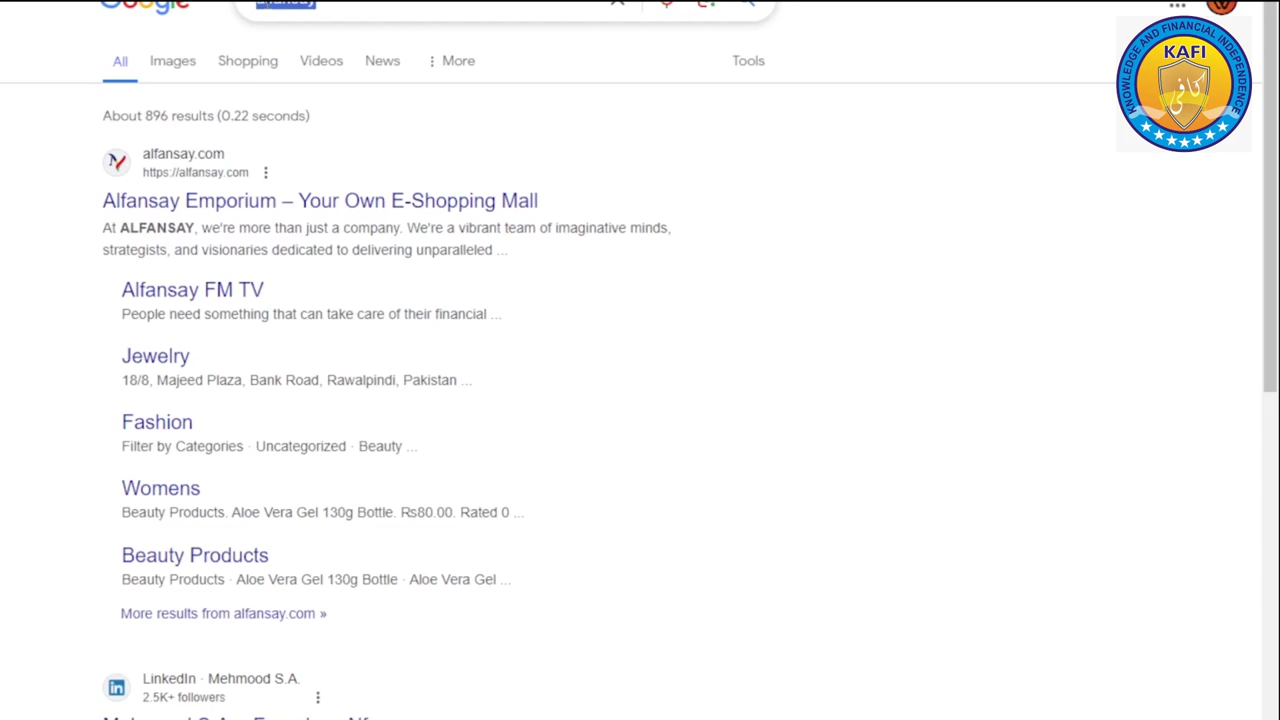 Google
All Images Shopping Videos News More Tools
KNOWLEDGE AND FINANCIAL INDEPENDENCE
KAFI
کافی
About 896 results (0.22 seconds)
alfansay.com
https://alfansay.com
Alfansay Emporium – Your Own E-Shopping Mall
At ALFANSAY, we're more than just a company. We're a vibrant team of imaginative minds,
strategists, and visionaries dedicated to delivering unparalleled ...
Alfansay FM TV
People need something that can take care of their financial ...
Jewelry
18/8, Majeed Plaza, Bank Road, Rawalpindi, Pakistan ...
Fashion
Filter by Categories · Uncategorized · Beauty ...
Womens
Beauty Products. Aloe Vera Gel 130g Bottle. Rs80.00. Rated 0 ...
Beauty Products
Beauty Products · Aloe Vera Gel 130g Bottle · Aloe Vera Gel ...
More results from alfansay.com »
LinkedIn · Mehmood S.A.
2.5K+ followers